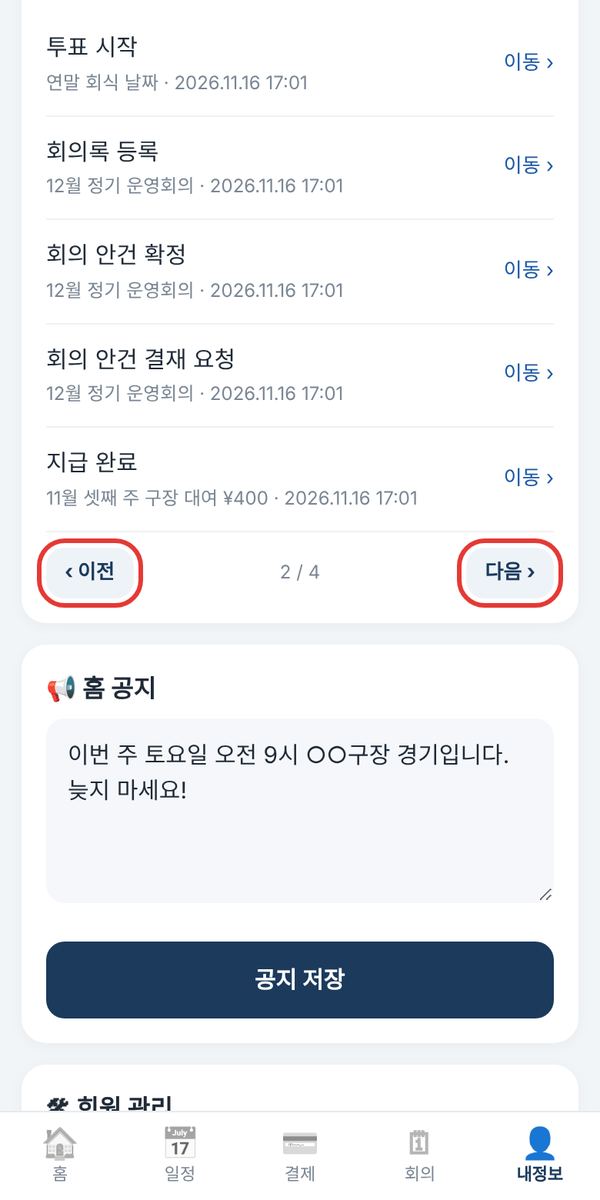 투표 시작
이동 ›
연말 회식 날짜 · 2026.11.16 17:01
회의록 등록
이동 ›
12월 정기 운영회의 · 2026.11.16 17:01
회의 안건 확정
이동 ›
12월 정기 운영회의 · 2026.11.16 17:01
회의 안건 결재 요청
이동 ›
12월 정기 운영회의 · 2026.11.16 17:01
지급 완료
이동 ›
11월 셋째 주 구장 대여 ¥400 · 2026.11.16 17:01
‹ 이전
2 / 4
다음 ›
📢 홈 공지
이번 주 토요일 오전 9시 ○○구장 경기입니다.
늦지 마세요!
공지 저장
🛠 회원 관리
July
17
홈
일정
결제
회의
내정보